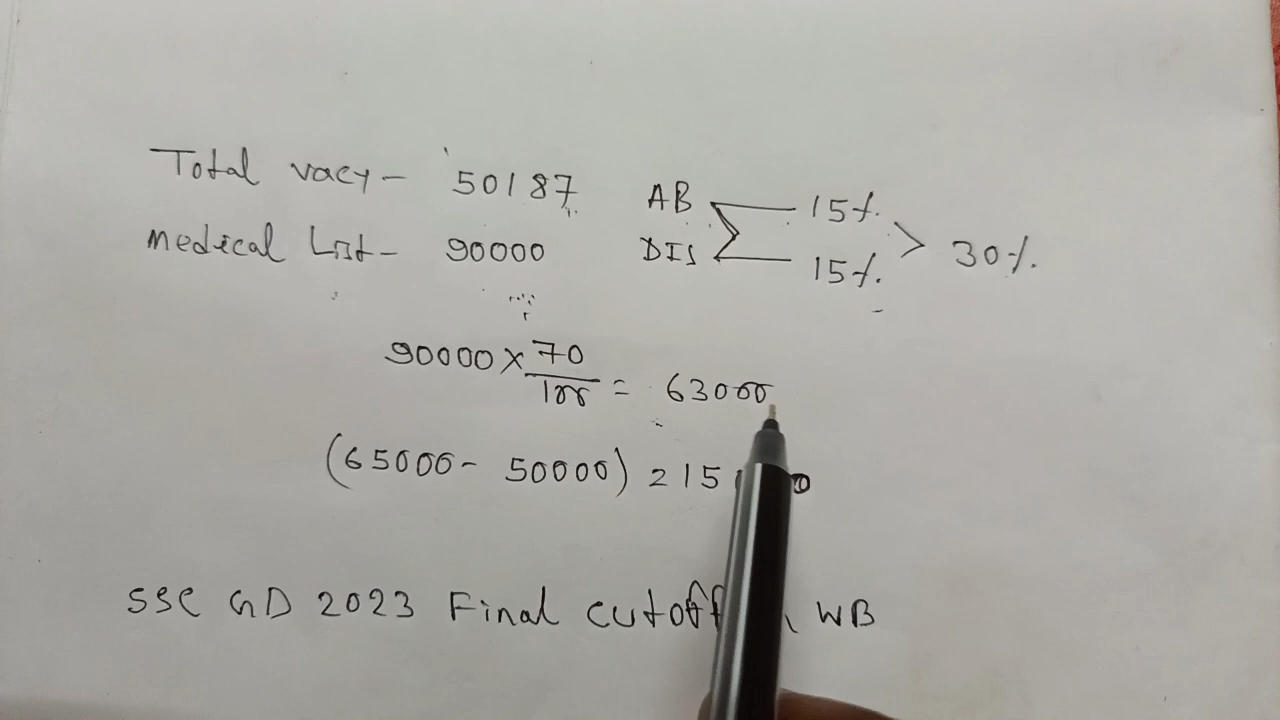 Total vacy- 50187 AB 15%
Medical List- 90000 DIS 15% > 30%
90000 x 70/100 = 63000
(65000 - 50000) = 15
SSC GD 2023 Final cutoff WB